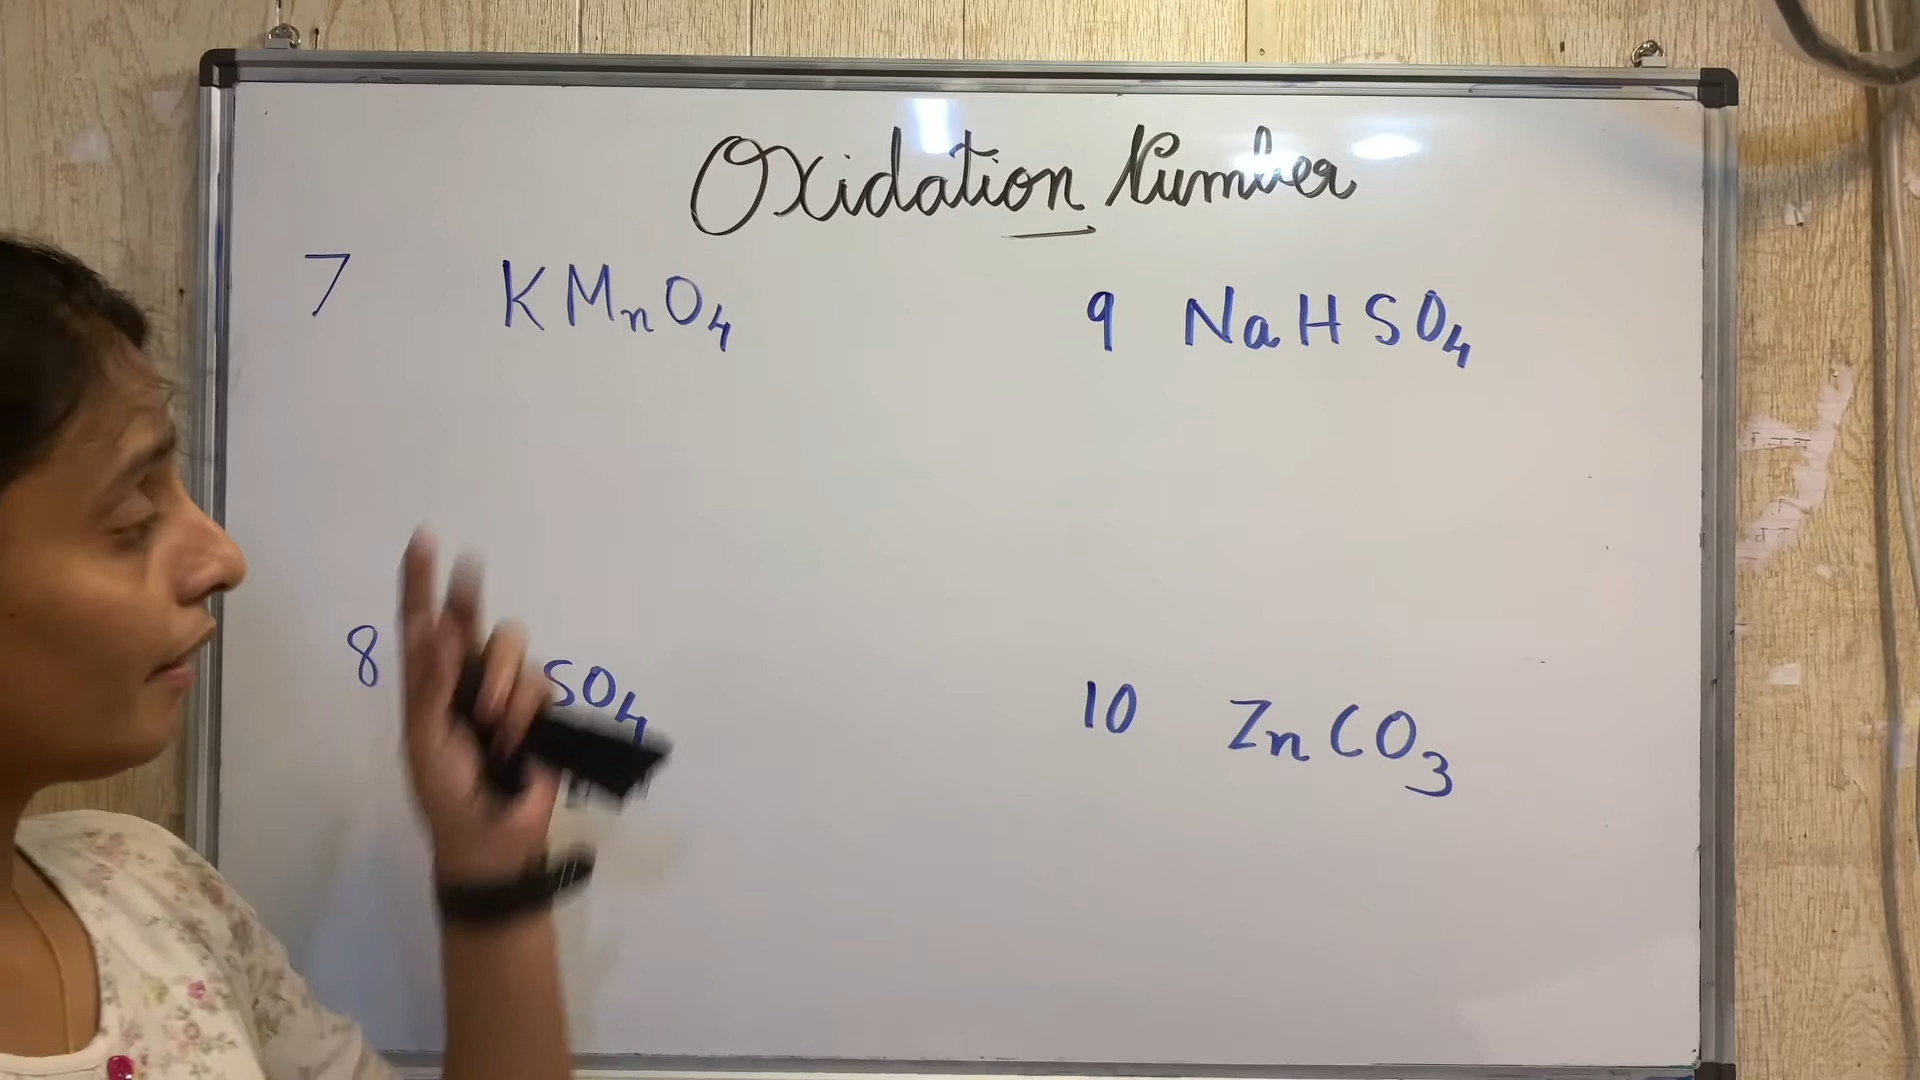 Oxidation Number
7 KMnO₄
9 NaHSO₄
8 SO₄
10 ZnCO₃